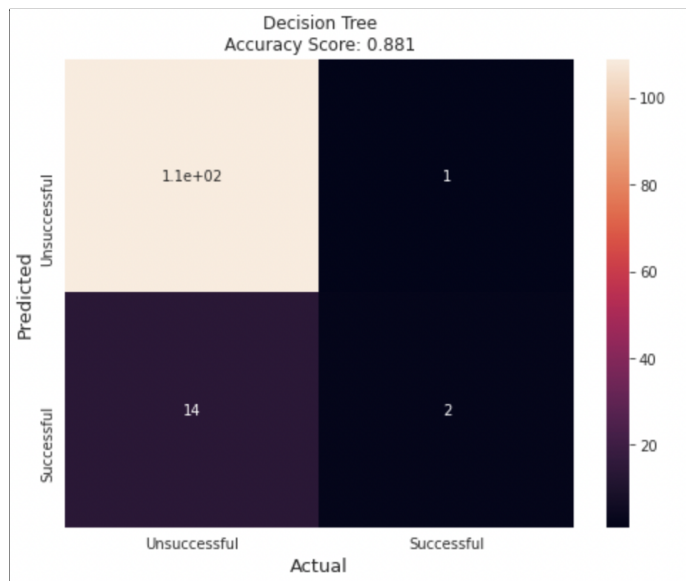 Decision Tree
Accuracy Score: 0.881
Unsuccessful
1.1e+02
1
100
80
60
40
20
Predicted
Successful
14
2
Unsuccessful
Successful
Actual